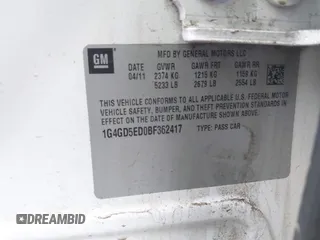 GM
MFD BY GENERAL MOTORS LLC
04/11 GVWR GAWR FRT GAWR RR
2374 KG 1215 KG 1159 KG
5233 LB 2679 LB 2554 LB
THIS VEHICLE CONFORMS TO ALL APPLICABLE U.S. FEDERAL MOTOR
VEHICLE SAFETY, BUMPER, AND THEFT PREVENTION STANDARDS
IN EFFECT ON THE DATE OF MANUFACTURE SHOWN ABOVE.
1G4GD5ED0BF362417 TYPE: PASS CAR
DREAMBID